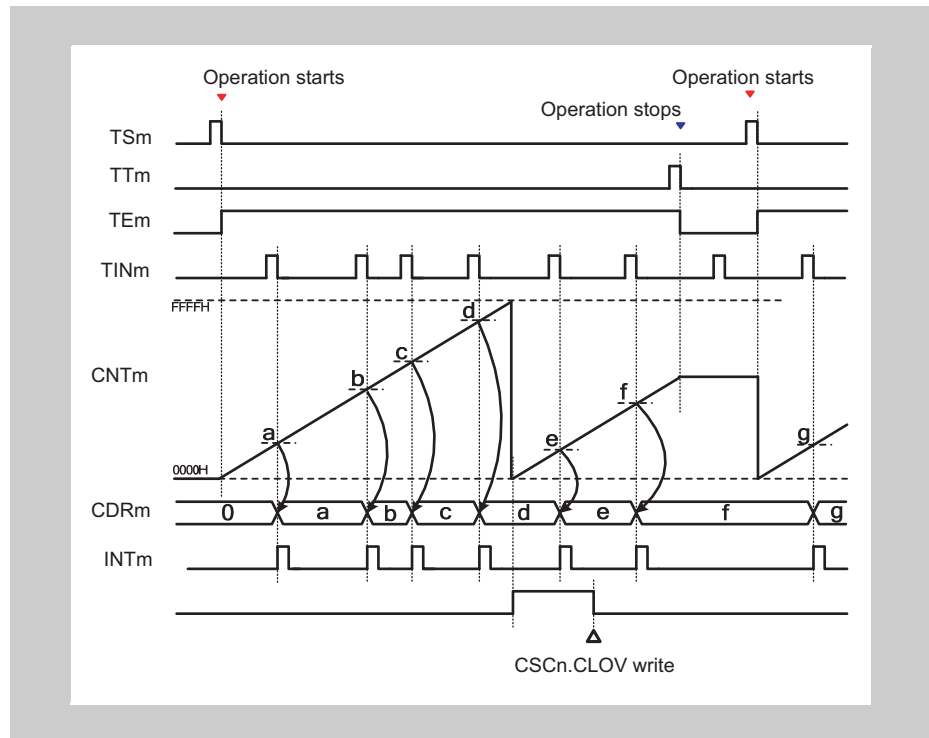 Operation starts
Operation starts
Operation stops
TSm
TTm
TEm
TINm
FFFFH
d
c
CNTm
b
f
a
e
g
0000H
CDRm 0 a b c d e f g
INTm
CSCn.CLOV write